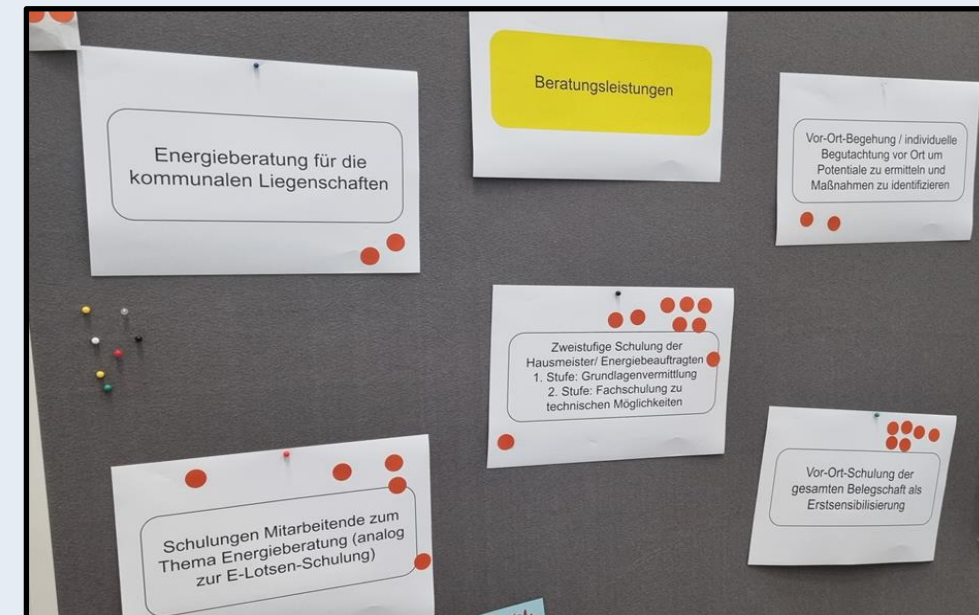 Beratungsleistungen
Energieberatung für die
kommunalen Liegenschaften
Vor-Ort-Begehung / individuelle
Begutachtung vor Ort um
Potentiale zu ermitteln und
Maßnahmen zu identifizieren
Zweistufige Schulung der
Hausmeister/ Energiebeauftragten
1. Stufe: Grundlagenvermittlung
2. Stufe: Fachschulung zu
technischen Möglichkeiten
Schulungen Mitarbeitende zum
Thema Energieberatung (analog
zur E-Lotsen-Schulung)
Vor-Ort-Schulung der
gesamten Belegschaft als
Erstsensibilisierung